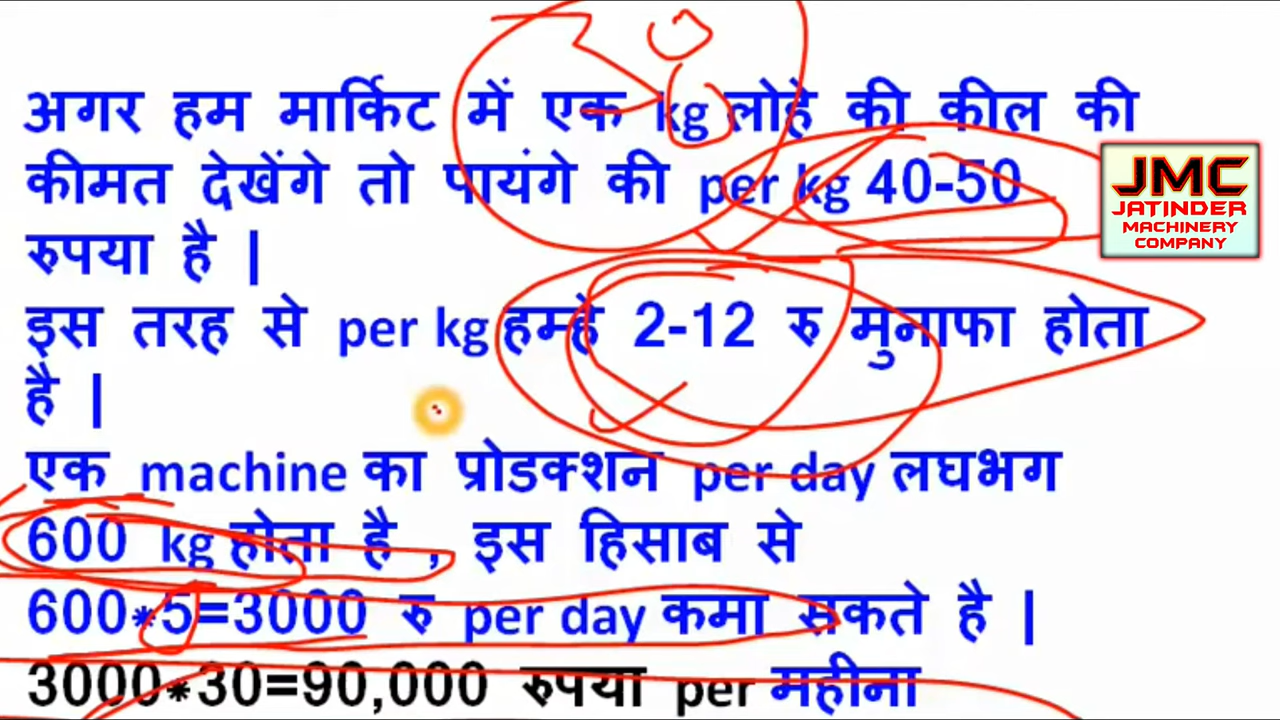 अगर हम मार्किट में एक kg लोहे की कील की
कीमत देखेंगे तो पायंगे की per kg 40-50
रुपया है |
JMC
JATINDER
MACHINERY
COMPANY
इस तरह से per kg हम्हे 2-12 रु मुनाफा होता
है |
एक machine का प्रोडक्शन per day लघभग
600 kg होता है , इस हिसाब से
600*5=3000 रु per day कमा सकते है |
3000*30=90,000 रुपया per महीना